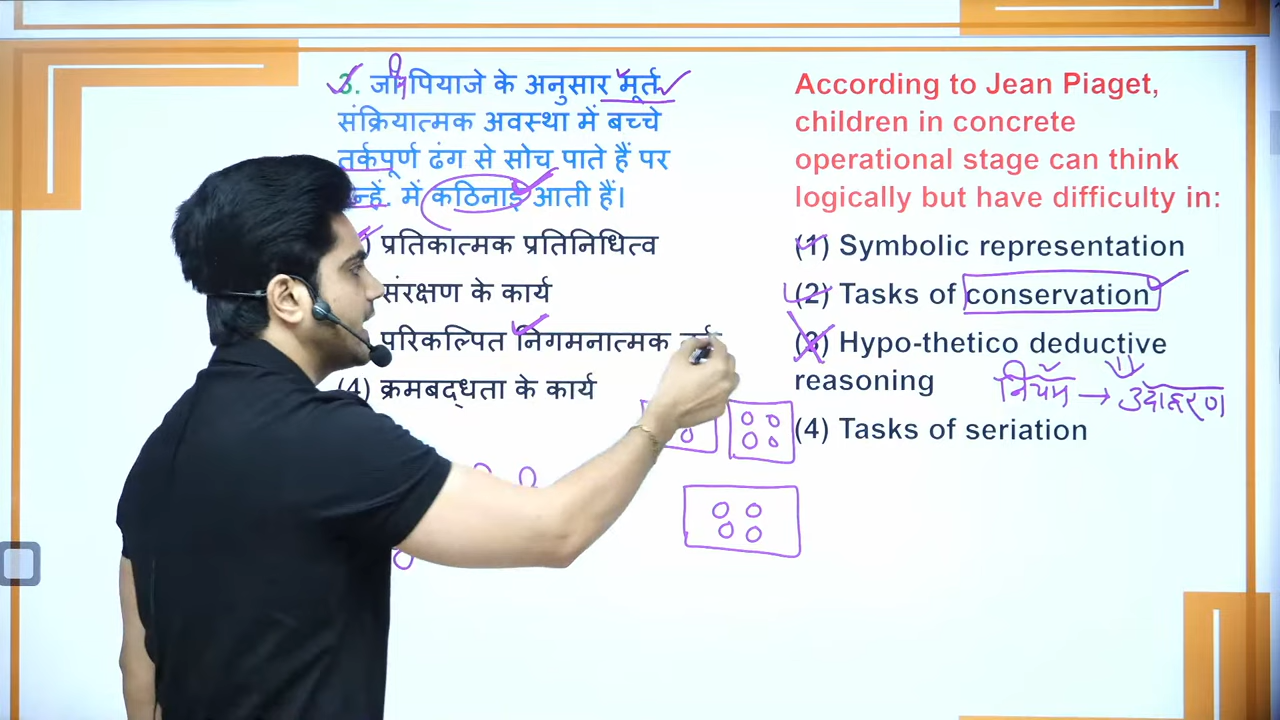 3. जीन पियाजे के अनुसार मूर्त
संक्रियात्मक अवस्था में बच्चे
तर्कपूर्ण ढंग से सोच पाते हैं पर
न्हें. में कठिनाई आती हैं।
प्रतिकात्मक प्रतिनिधित्व
संरक्षण के कार्य
परिकल्पित निगमनात्मक
(4) क्रमबद्धता के कार्य
According to Jean Piaget,
children in concrete
operational stage can think
logically but have difficulty in:
(1) Symbolic representation
(2) Tasks of conservation
(3) Hypo-thetico deductive
reasoning
नियम → उदाहरण
(4) Tasks of seriation